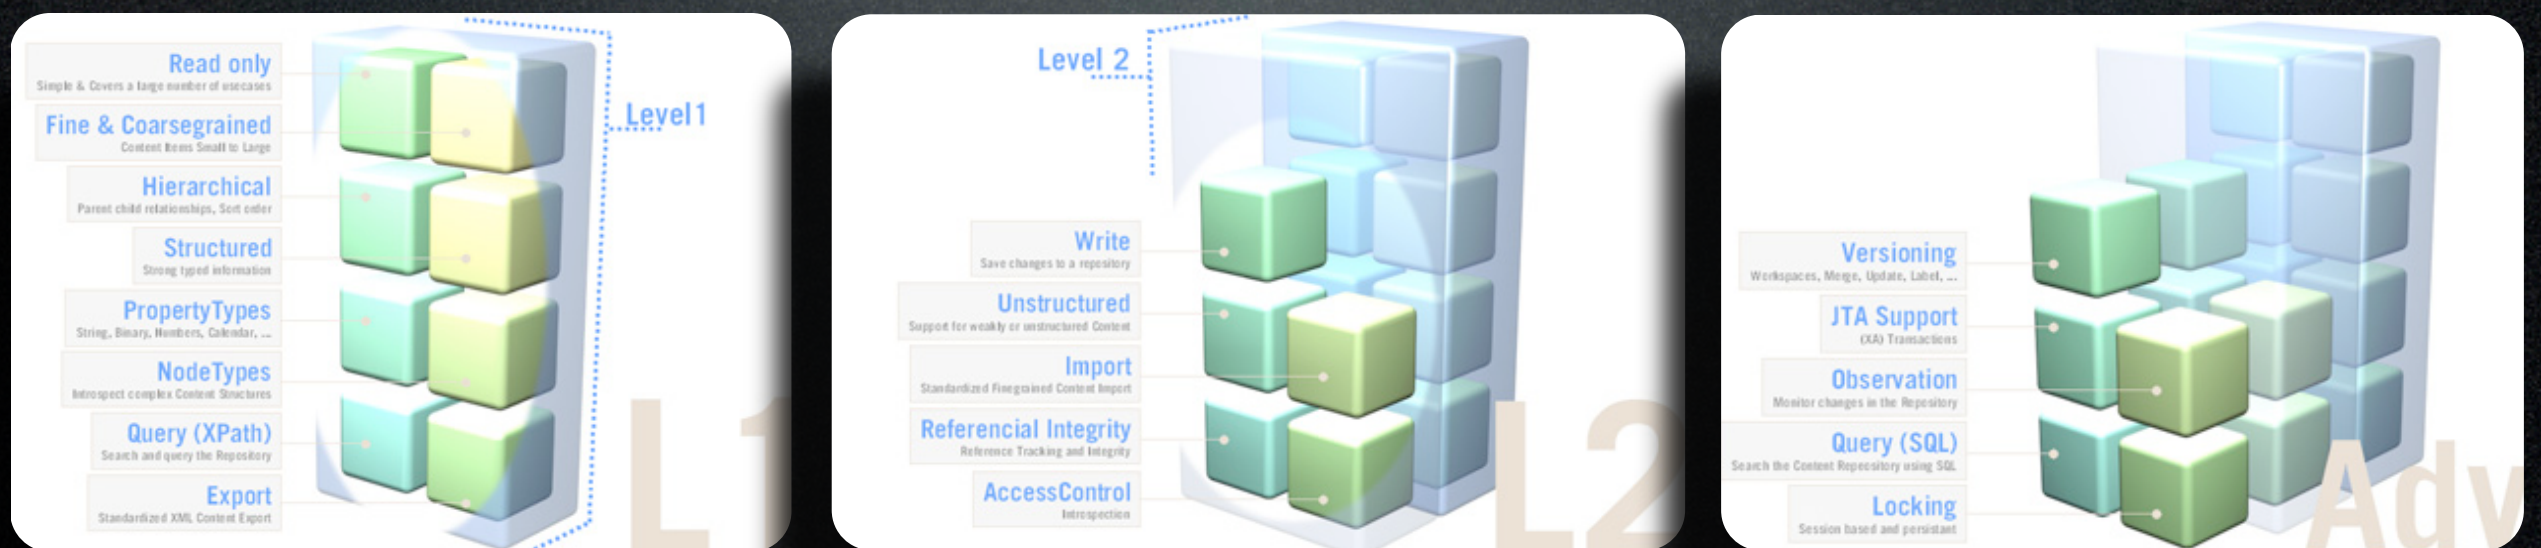 Read only
Simple & Covers a large number of usecases
Fine & Coarsegrained
Content Items Small to Large
Hierarchical
Parent child relationships, Sort order
Structured
Strong typed information
PropertyTypes
String, Binary, Numbers, Calendar, ...
NodeTypes
Introspect complex Content Structures
Query (XPath)
Search and query the Repository
Export
Standardized XML Content Export
Level1
L1
Level 2
Write
Save changes to a repository
Unstructured
Support for weakly or unstructured Content
Import
Standardized Finegrained Content Import
Referencial Integrity
Reference Tracking and Integrity
AccessControl
Introspection
L2
Versioning
Workspaces, Merge, Update, Label, ...
JTA Support
(XA) Transactions
Observation
Monitor changes in the Repository
Query (SQL)
Search the Content Repository using SQL
Locking
Session based and persistant
Adv